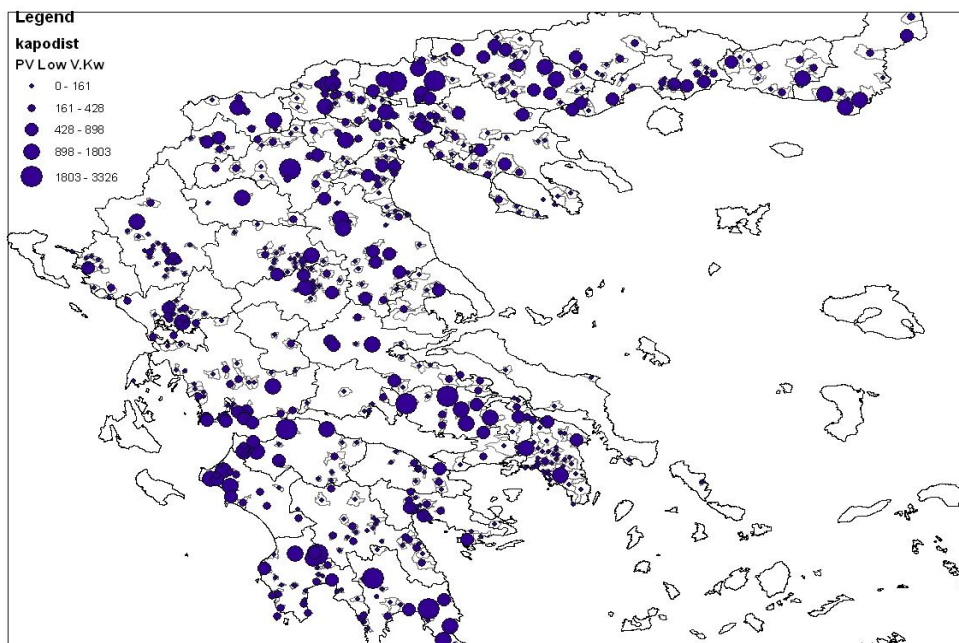 Legend
kapodist
PV Low V.Kw
0 - 161
161 - 428
428 - 898
898 - 1803
1803 - 3326